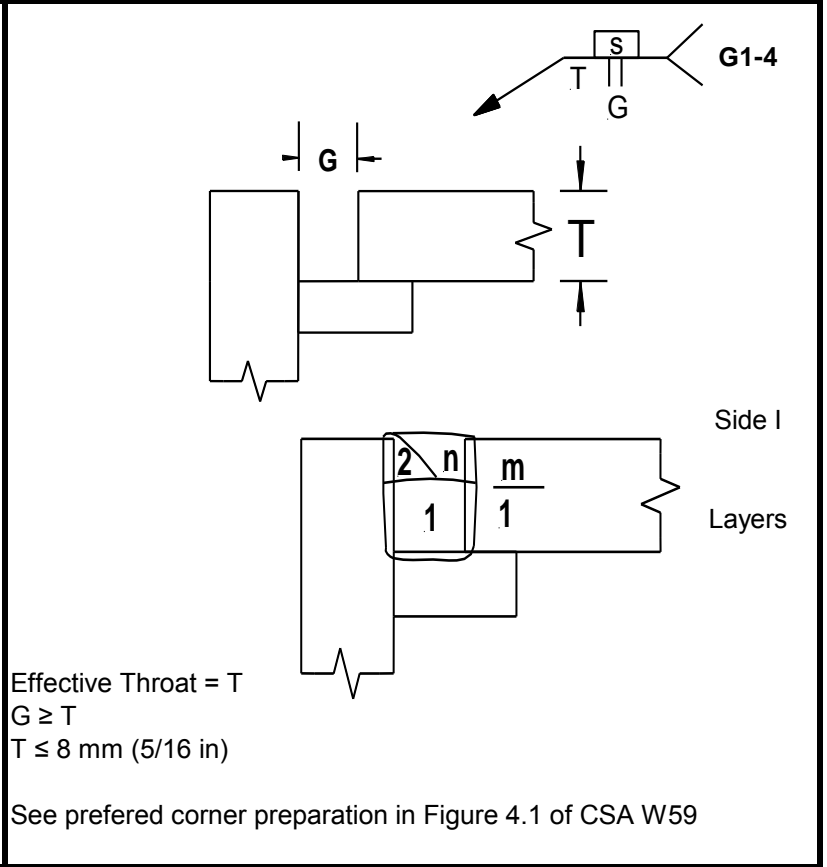 S
T G1-4
G
G
T
Side I
2 n m
1 1
Layers
Effective Throat = T
G ≥ T
T ≤ 8 mm (5/16 in)
See prefered corner preparation in Figure 4.1 of CSA W59